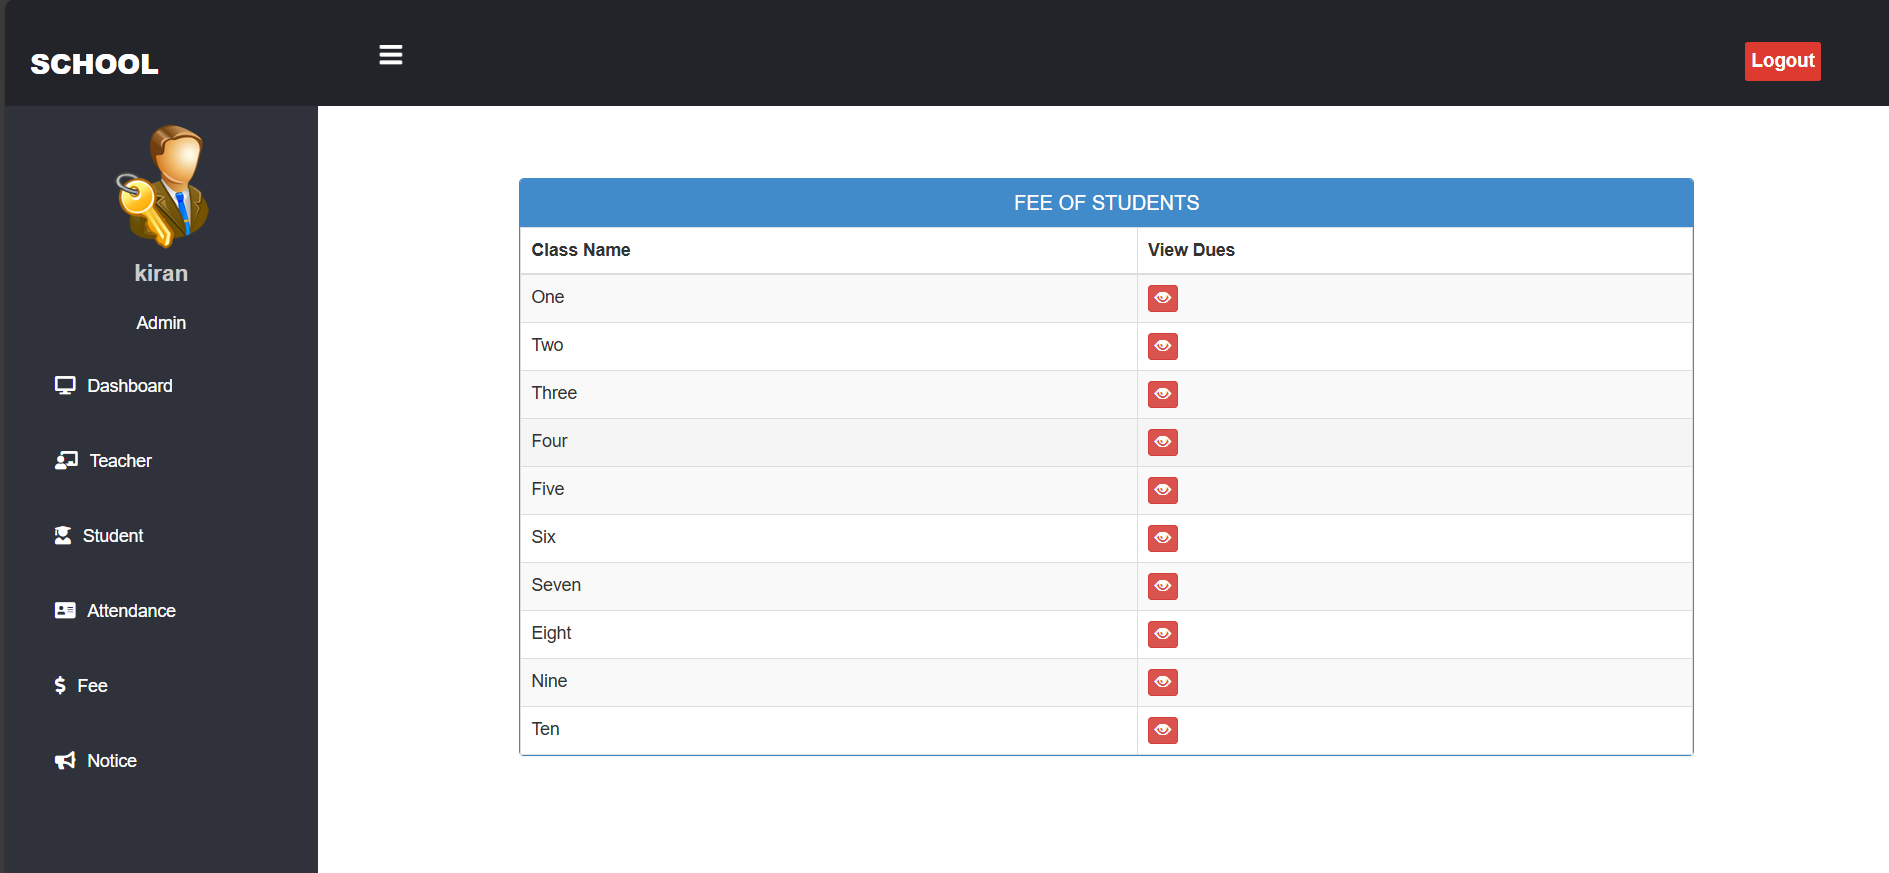 SCHOOL
Logout
kiran
Admin
Dashboard
Teacher
Student
Attendance
Fee
Notice
FEE OF STUDENTS
Class Name View Dues
One
Two
Three
Four
Five
Six
Seven
Eight
Nine
Ten